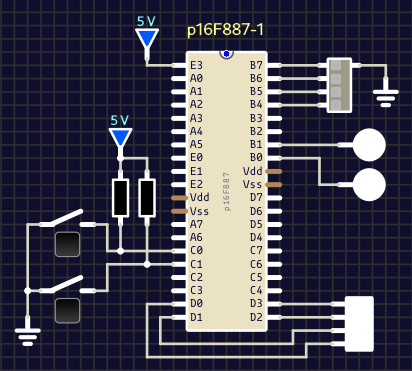 5 V
p16F887-1
E3 B7
A0 B6
A1 B5
A2 B4
A3 B3
A4 B2
5 V
A5 B1
E0 B0
E1 Vdd
E2 Vss
Vdd D7
Vss D6
A7 D5
A6 D4
C0 C7
C1 C6
C2 C5
C3 C4
D0 D3
D1 D2
p16F887